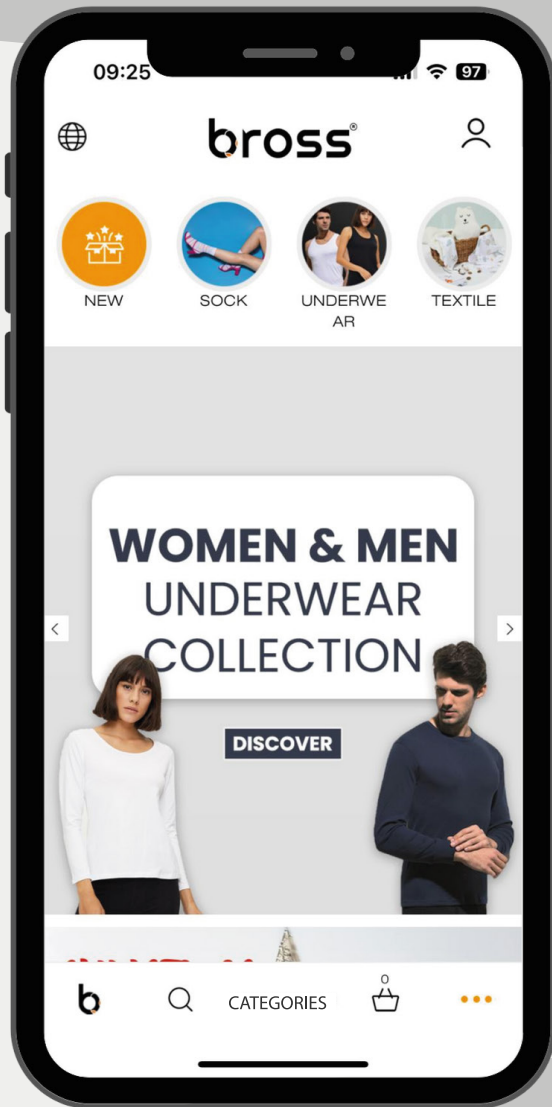 09:25
97
bross®
NEW
SOCK
UNDERWE
AR
TEXTILE
WOMEN & MEN
UNDERWEAR
COLLECTION
DISCOVER
b
CATEGORIES
0